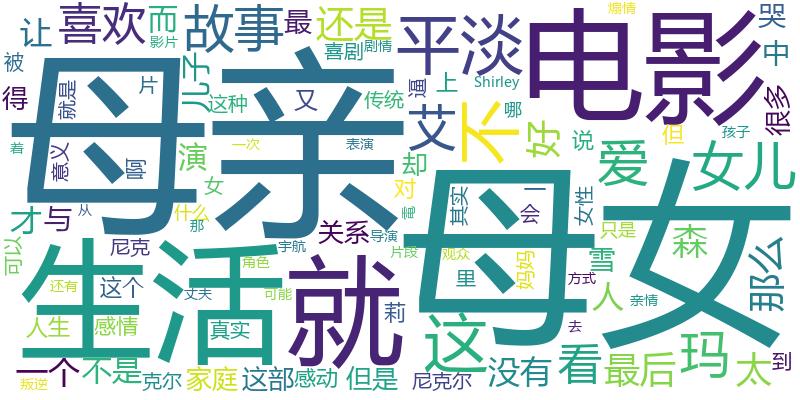 让 喜欢 而 故事 最 还是 平淡 电影 煽情 哭
影片 喜剧 剧情 中
被 就是 片 儿子 逼 上 Shirley
得 母亲 这种 又 传统 艾 不 哪 好 很多
着 意义 啊 演 一次 表演 却 说 但 孩子
女 对 其实 爱 女儿
才 与 什么 从 那 关系 電 母女 一 会 女性 只是 森
可以 尼克 宇航 导演 片段 观众 雪 那么
生活 角色 就 里 妈妈 方式 人
还有 这个 丈夫 可能 亲情
人生 感情 真实 莉 这 去
一个 不是 克尔 家庭 这部 感动 但是 尼克尔 没有 看 最后 玛 太 到
叛逆